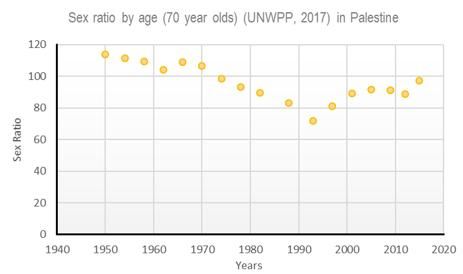 Sex ratio by age (70 year olds) (UNWPP, 2017) in Palestine
120
100
80
60
40
20
0
Sex Ratio
1940 1950 1960 1970 1980 1990 2000 2010 2020
Years